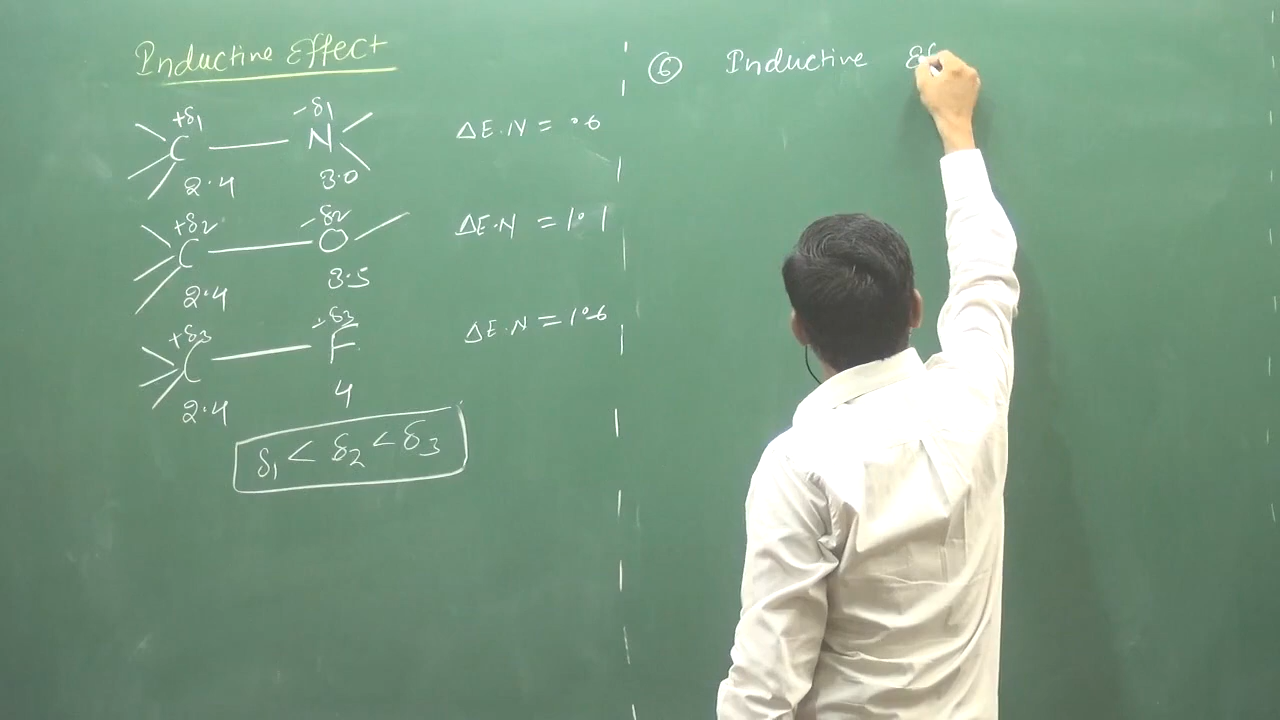 Inductive Effect
+δ1 -δ1
C — N ΔE.N = .6
2.4 3.0
+δ2 -δ2
C — O ΔE.N = 1.1
2.4 3.5
+δ3 -δ3
C — F ΔE.N = 1.6
2.4 4
δ1 < δ2 < δ3
⑥ Inductive